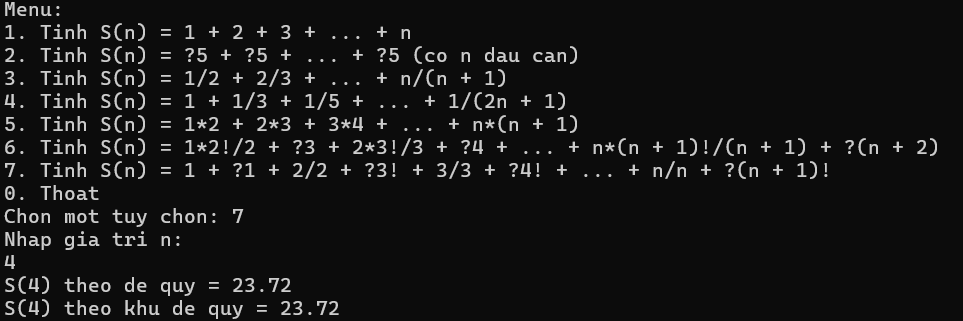 Menu:
1. Tinh S(n) = 1 + 2 + 3 + ... + n
2. Tinh S(n) = ?5 + ?5 + ... + ?5 (co n dau can)
3. Tinh S(n) = 1/2 + 2/3 + ... + n/(n + 1)
4. Tinh S(n) = 1 + 1/3 + 1/5 + ... + 1/(2n + 1)
5. Tinh S(n) = 1*2 + 2*3 + 3*4 + ... + n*(n + 1)
6. Tinh S(n) = 1*2!/2 + ?3 + 2*3!/3 + ?4 + ... + n*(n + 1)!/(n + 1) + ?(n + 2)
7. Tinh S(n) = 1 + ?1 + 2/2 + ?3! + 3/3 + ?4! + ... + n/n + ?(n + 1)!
0. Thoat
Chon mot tuy chon: 7
Nhap gia tri n:
4
S(4) theo de quy = 23.72
S(4) theo khu de quy = 23.72